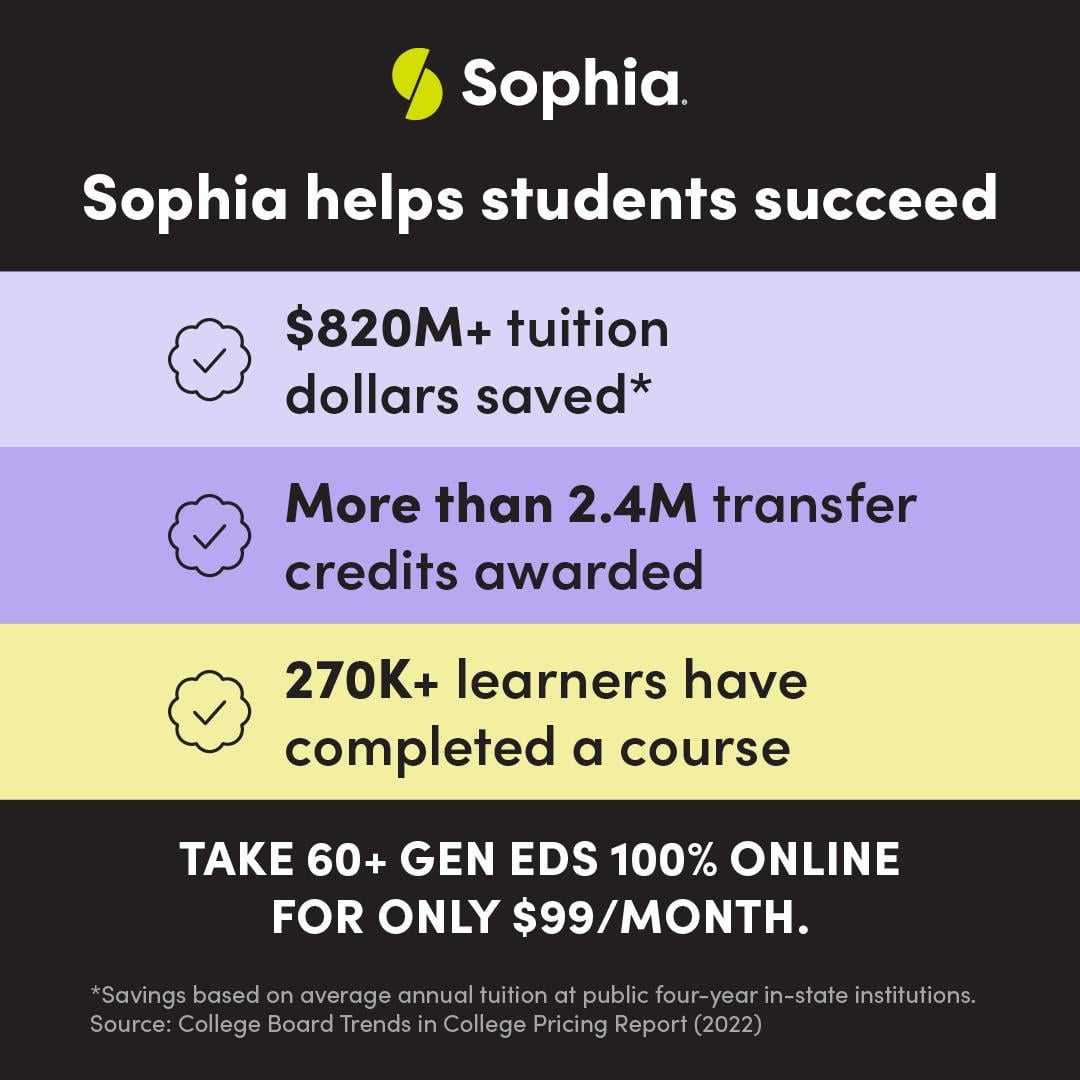 Sophia®
Sophia helps students succeed
$820M+ tuition
dollars saved*
More than 2.4M transfer
credits awarded
270K+ learners have
completed a course
TAKE 60+ GEN EDS 100% ONLINE
FOR ONLY $99/MONTH.
*Savings based on average annual tuition at public four-year in-state institutions.
Source: College Board Trends in College Pricing Report (2022)